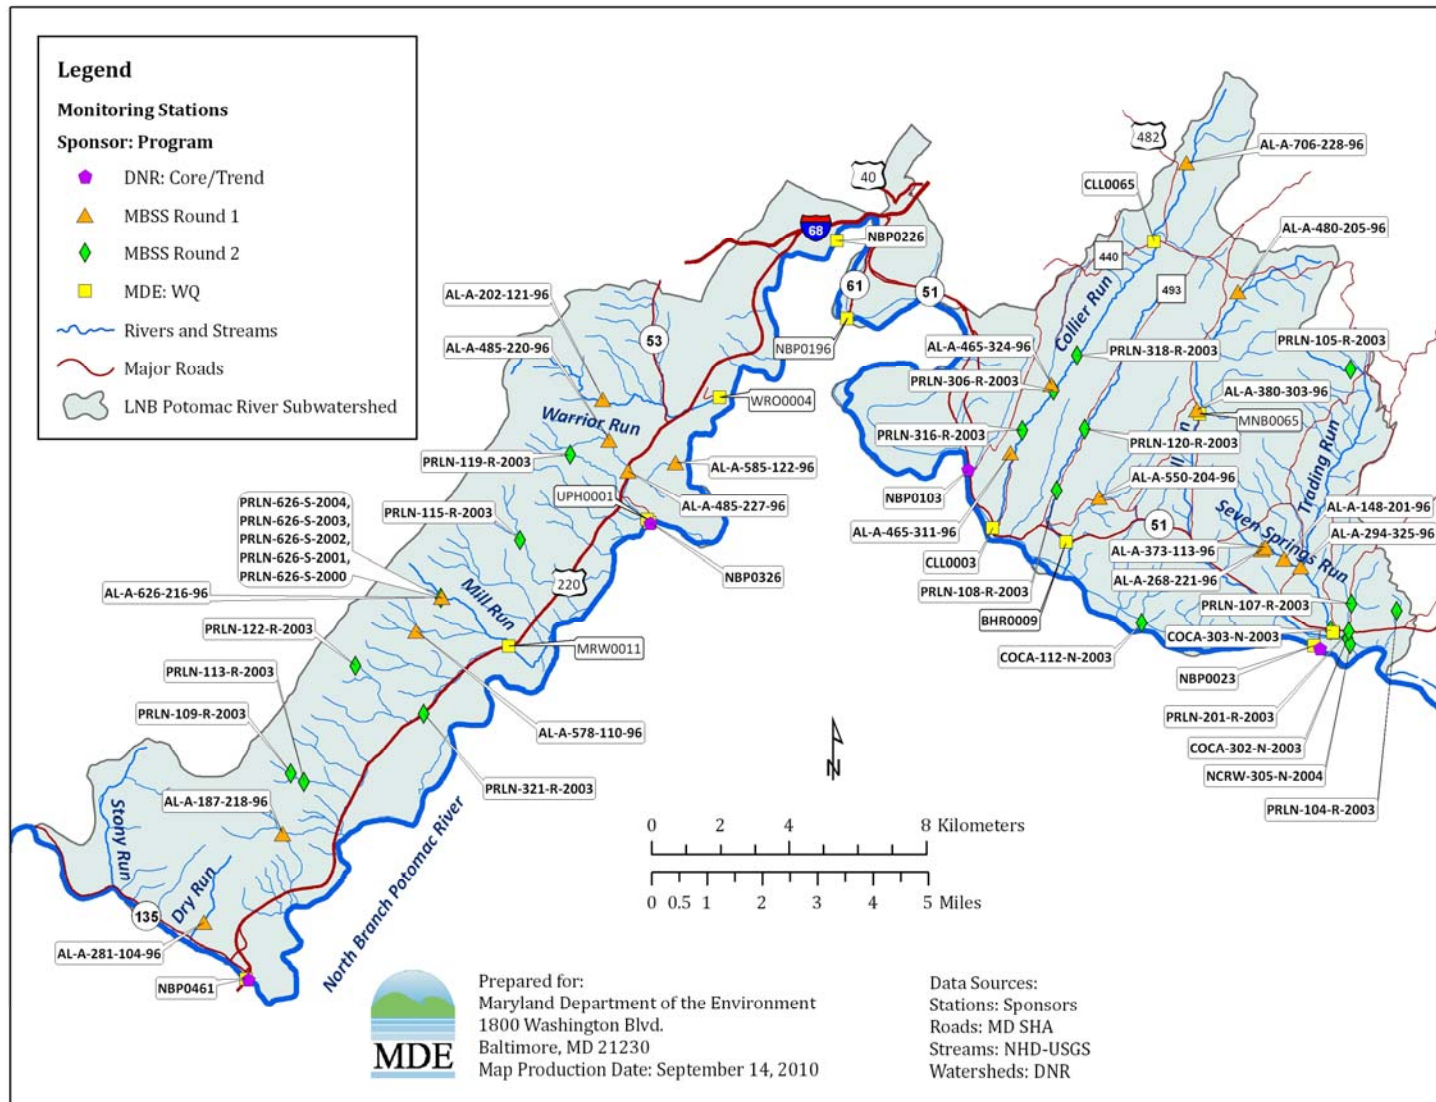 Legend
Monitoring Stations
Sponsor: Program
DNR: Core/Trend
MBSS Round 1
MBSS Round 2
MDE: WQ
Rivers and Streams
Major Roads
LNB Potomac River Subwatershed
482
AL-A-706-228-96
40
CLL0065
68
NBP0226
AL-A-480-205-96
440
493
61
51
AL-A-202-121-96
53
Collier Run
NBP0196
AL-A-485-220-96
AL-A-465-324-96
PRLN-318-R-2003
PRLN-105-R-2003
PRLN-306-R-2003
WRO0004
AL-A-380-303-96
MNB0065
Warrior Run
PRLN-316-R-2003
PRLN-120-R-2003
PRLN-119-R-2003
AL-A-585-122-96
Trading Run
AL-A-550-204-96
UPH0001
NBP0103
AL-A-485-227-96
PRLN-626-S-2004,
PRLN-626-S-2003,
PRLN-626-S-2002,
PRLN-626-S-2001,
PRLN-626-S-2000
PRLN-115-R-2003
AL-A-465-311-96
51
Seven Springs Run
AL-A-148-201-96
AL-A-294-325-96
AL-A-373-113-96
CLL0003
AL-A-268-221-96
NBP0326
220
AL-A-626-216-96
Mill Run
PRLN-108-R-2003
PRLN-107-R-2003
BHR0009
PRLN-122-R-2003
MRW0011
COCA-303-N-2003
COCA-112-N-2003
PRLN-113-R-2003
NBP0023
PRLN-109-R-2003
AL-A-578-110-96
PRLN-201-R-2003
COCA-302-N-2003
NCRW-305-N-2004
PRLN-321-R-2003
PRLN-104-R-2003
N
AL-A-187-218-96
Stony Run
North Branch Potomac River
0 2 4 8 Kilometers
0 0.5 1 2 3 4 5 Miles
Dry Run
135
AL-A-281-104-96
NBP0461
MDE
Prepared for:
Maryland Department of the Environment
1800 Washington Blvd.
Baltimore, MD 21230
Map Production Date: September 14, 2010
Data Sources:
Stations: Sponsors
Roads: MD SHA
Streams: NHD-USGS
Watersheds: DNR